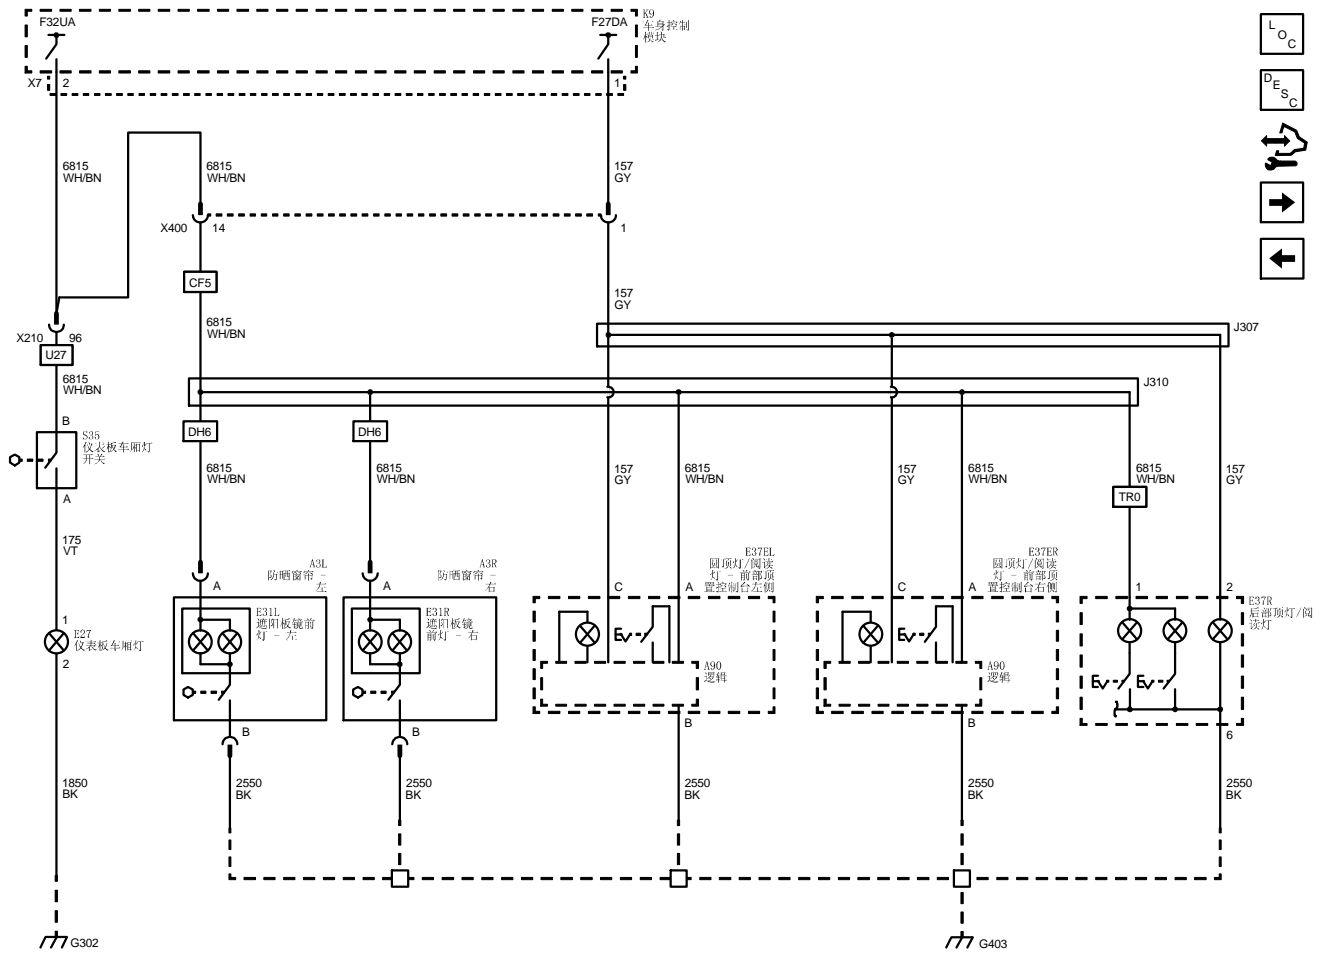 F32UA
F27DA
K9
车身控制
模块
X7
2
1
L
O
C
D
E
S
C
6815
WH/BN
6815
WH/BN
157
GY
X400
14
1
CF5
157
GY
6815
WH/BN
X210
96
U27
J307
6815
WH/BN
J310
B
S35
仪表板车厢灯
开关
DH6
DH6
6815
WH/BN
6815
WH/BN
157
GY
6815
WH/BN
157
GY
6815
WH/BN
6815
WH/BN
157
GY
TR0
A
175
VT
A3L
防晒窗帘 -
左
A3R
防晒窗帘 -
右
E37EL
圆顶灯/阅读
灯 - 前部顶
置控制台左侧
E37ER
圆顶灯/阅读
灯 - 前部顶
置控制台右侧
A
A
C
A
C
A
1
2
E37R
后部顶灯/阅
读灯
1
E27
仪表板车厢灯
2
E31L
遮阳板镜前
灯 - 左
E31R
遮阳板镜
前灯 - 右
A90
逻辑
A90
逻辑
B
B
B
B
6
1850
BK
2550
BK
2550
BK
2550
BK
2550
BK
2550
BK
G302
G403